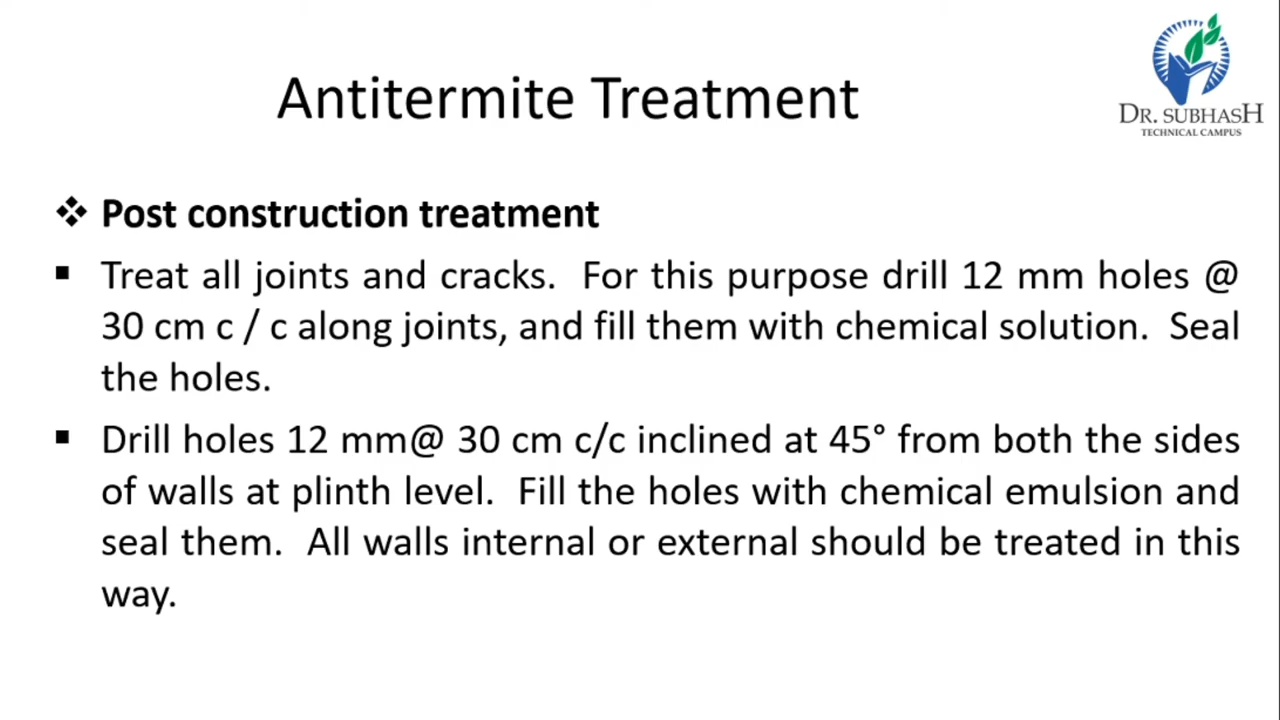 DR. SUBHASH
TECHNICAL CAMPUS
Antitermite Treatment
❖ Post construction treatment
▪ Treat all joints and cracks. For this purpose drill 12 mm holes @
30 cm c / c along joints, and fill them with chemical solution. Seal
the holes.
▪ Drill holes 12 mm@ 30 cm c/c inclined at 45° from both the sides
of walls at plinth level. Fill the holes with chemical emulsion and
seal them. All walls internal or external should be treated in this
way.